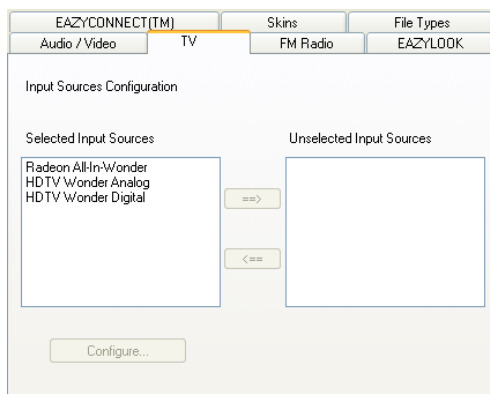 EAZYCONNECT(TM) Skins File Types
Audio / Video TV FM Radio EAZYLOOK
Input Sources Configuration
Selected Input Sources Unselected Input Sources
Radeon All-In-Wonder
HDTV Wonder Analog
HDTV Wonder Digital
==>
<==
Configure...